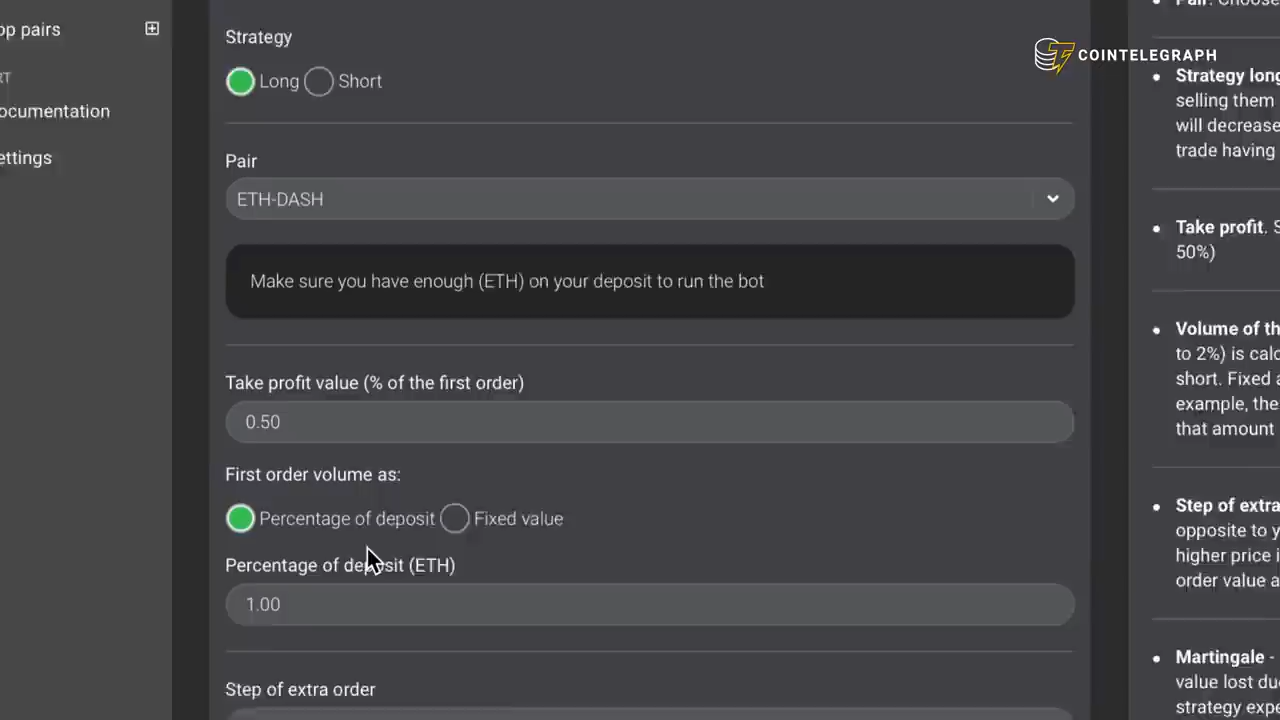 op pairs
RT
ocumentation
ettings
Strategy
Long
Short
Pair
ETH-DASH
Make sure you have enough (ETH) on your deposit to run the bot
Take profit value (% of the first order)
0.50
First order volume as:
Percentage of deposit
Fixed value
Percentage of deposit (ETH)
1.00
Step of extra order
COINTELEGRAPH
Strategy long
selling them
will decrease
trade having
Take profit. S
50%)
Volume of th
to 2%) is calc
short. Fixed a
example, the
that amount
Step of extra
opposite to y
higher price i
order value a
Martingale -
value lost du
strategy expe